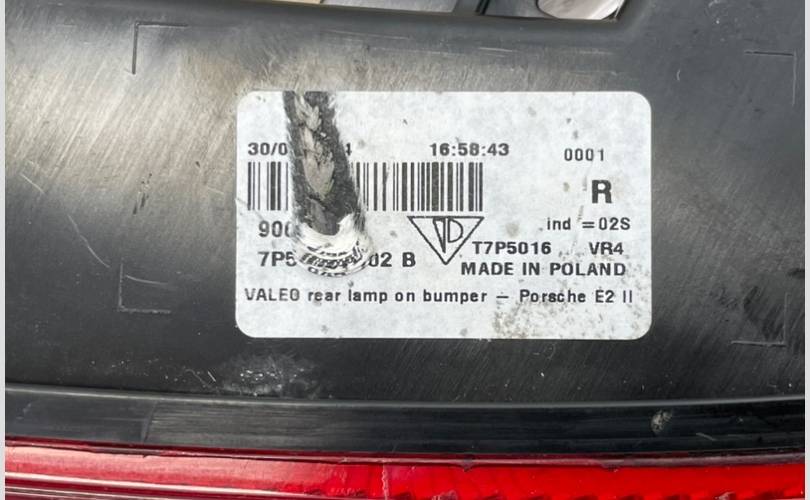 16:58:43
0001
R
ind =02S
T7P5016 VR4
B
MADE IN POLAND
VALEO rear lamp on bumper – Porsche E2 II